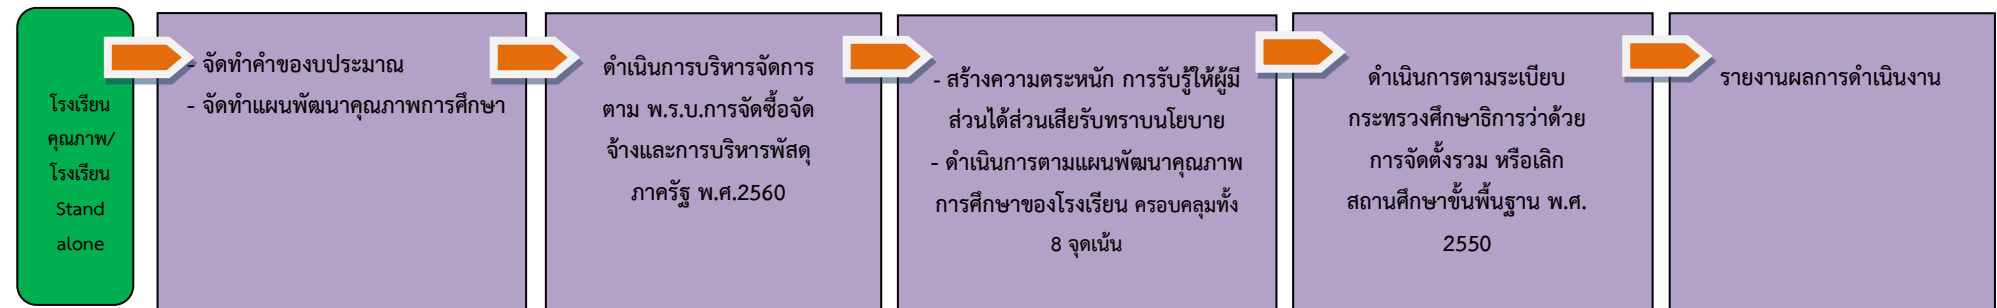 โรงเรียน
คุณภาพ/
โรงเรียน
Stand
alone
- จัดทำคำของบประมาณ
- จัดทำแผนพัฒนาคุณภาพการศึกษา
ดำเนินการบริหารจัดการ
ตาม พ.ร.บ.การจัดซื้อจัด
จ้างและการบริหารพัสดุ
ภาครัฐ พ.ศ.2560
- สร้างความตระหนัก การรับรู้ให้ผู้มี
ส่วนได้ส่วนเสียรับทราบนโยบาย
- ดำเนินการตามแผนพัฒนาคุณภาพ
การศึกษาของโรงเรียน ครอบคลุมทั้ง
8 จุดเน้น
ดำเนินการตามระเบียบ
กระทรวงศึกษาธิการว่าด้วย
การจัดตั้งรวม หรือเลิก
สถานศึกษาขั้นพื้นฐาน พ.ศ.
2550
รายงานผลการดำเนินงาน